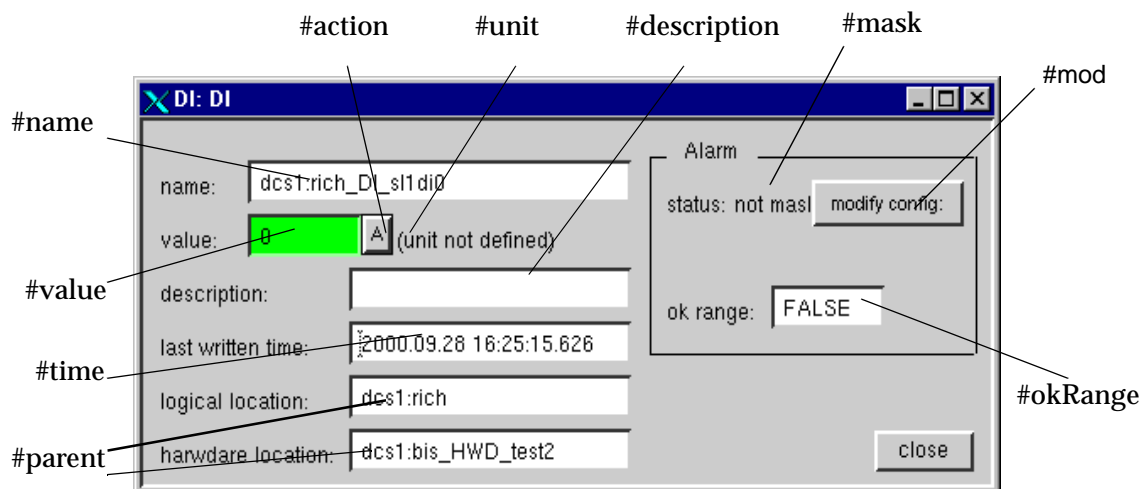 #action #unit #description #mask
#mod
DI: DI
#name
Alarm
name: dcs1:rich_DI_sl1di0
status: not masl modify config:
value: 0 A (unit not defined)
#value
description:
ok range: FALSE
last written time: 2000.09.28 16:25:15.626
#time
logical location: dcs1:rich
#okRange
#parent
harwdare location: dcs1:bis_HWD_test2
close